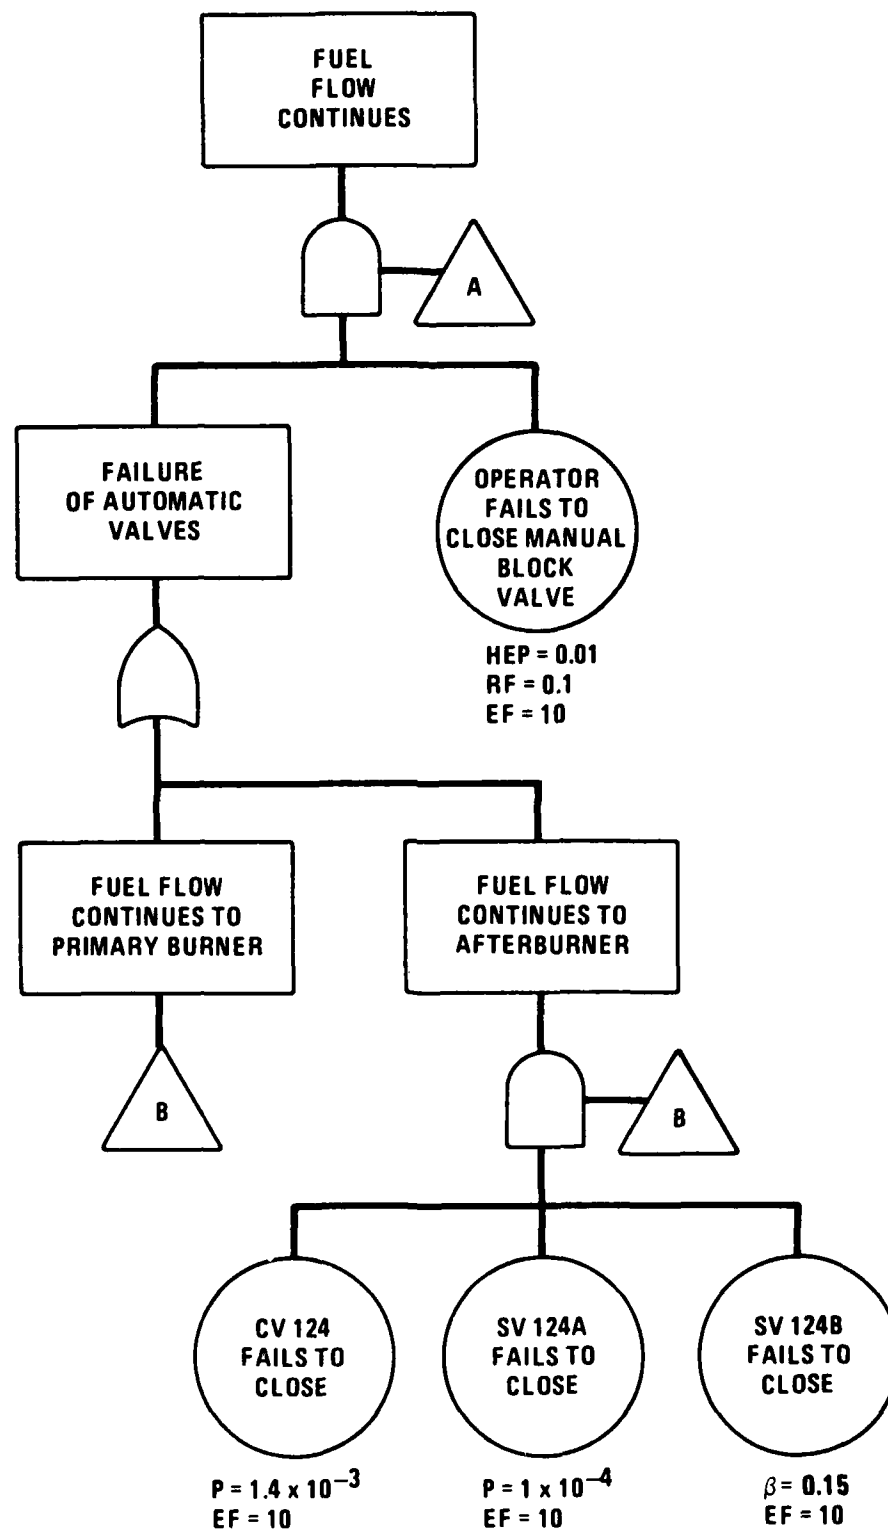 FUEL
FLOW
CONTINUES
A
FAILURE
OF AUTOMATIC
VALVES
OPERATOR
FAILS TO
CLOSE MANUAL
BLOCK
VALVE
HEP = 0.01
RF = 0.1
EF = 10
FUEL FLOW
CONTINUES TO
PRIMARY BURNER
FUEL FLOW
CONTINUES TO
AFTERBURNER
B
B
CV 124
FAILS TO
CLOSE
SV 124A
FAILS TO
CLOSE
SV 124B
FAILS TO
CLOSE
P = 1.4 x 10⁻³
EF = 10
P = 1 x 10⁻⁴
EF = 10
β = 0.15
EF = 10